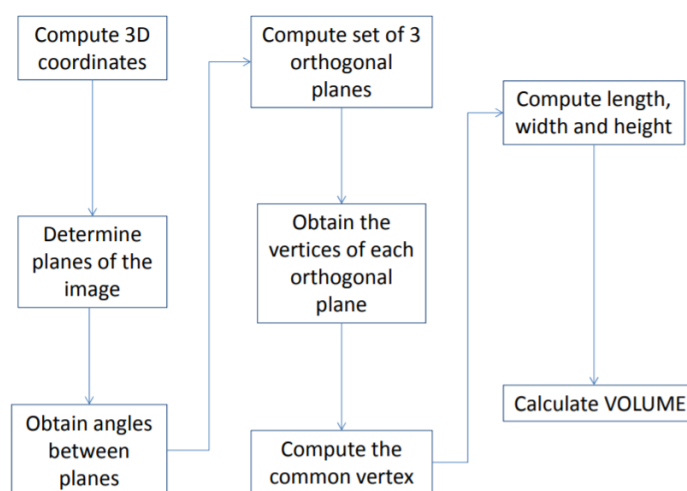 Compute 3D
coordinates
Determine
planes of the
image
Obtain angles
between
planes
Compute set of 3
orthogonal
planes
Obtain the
vertices of each
orthogonal
plane
Compute the
common vertex
Compute length,
width and height
Calculate VOLUME